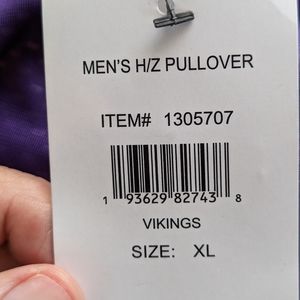 MEN'S H/Z PULLOVER
ITEM# 1305707
1 93629 82743 8
VIKINGS
SIZE: XL